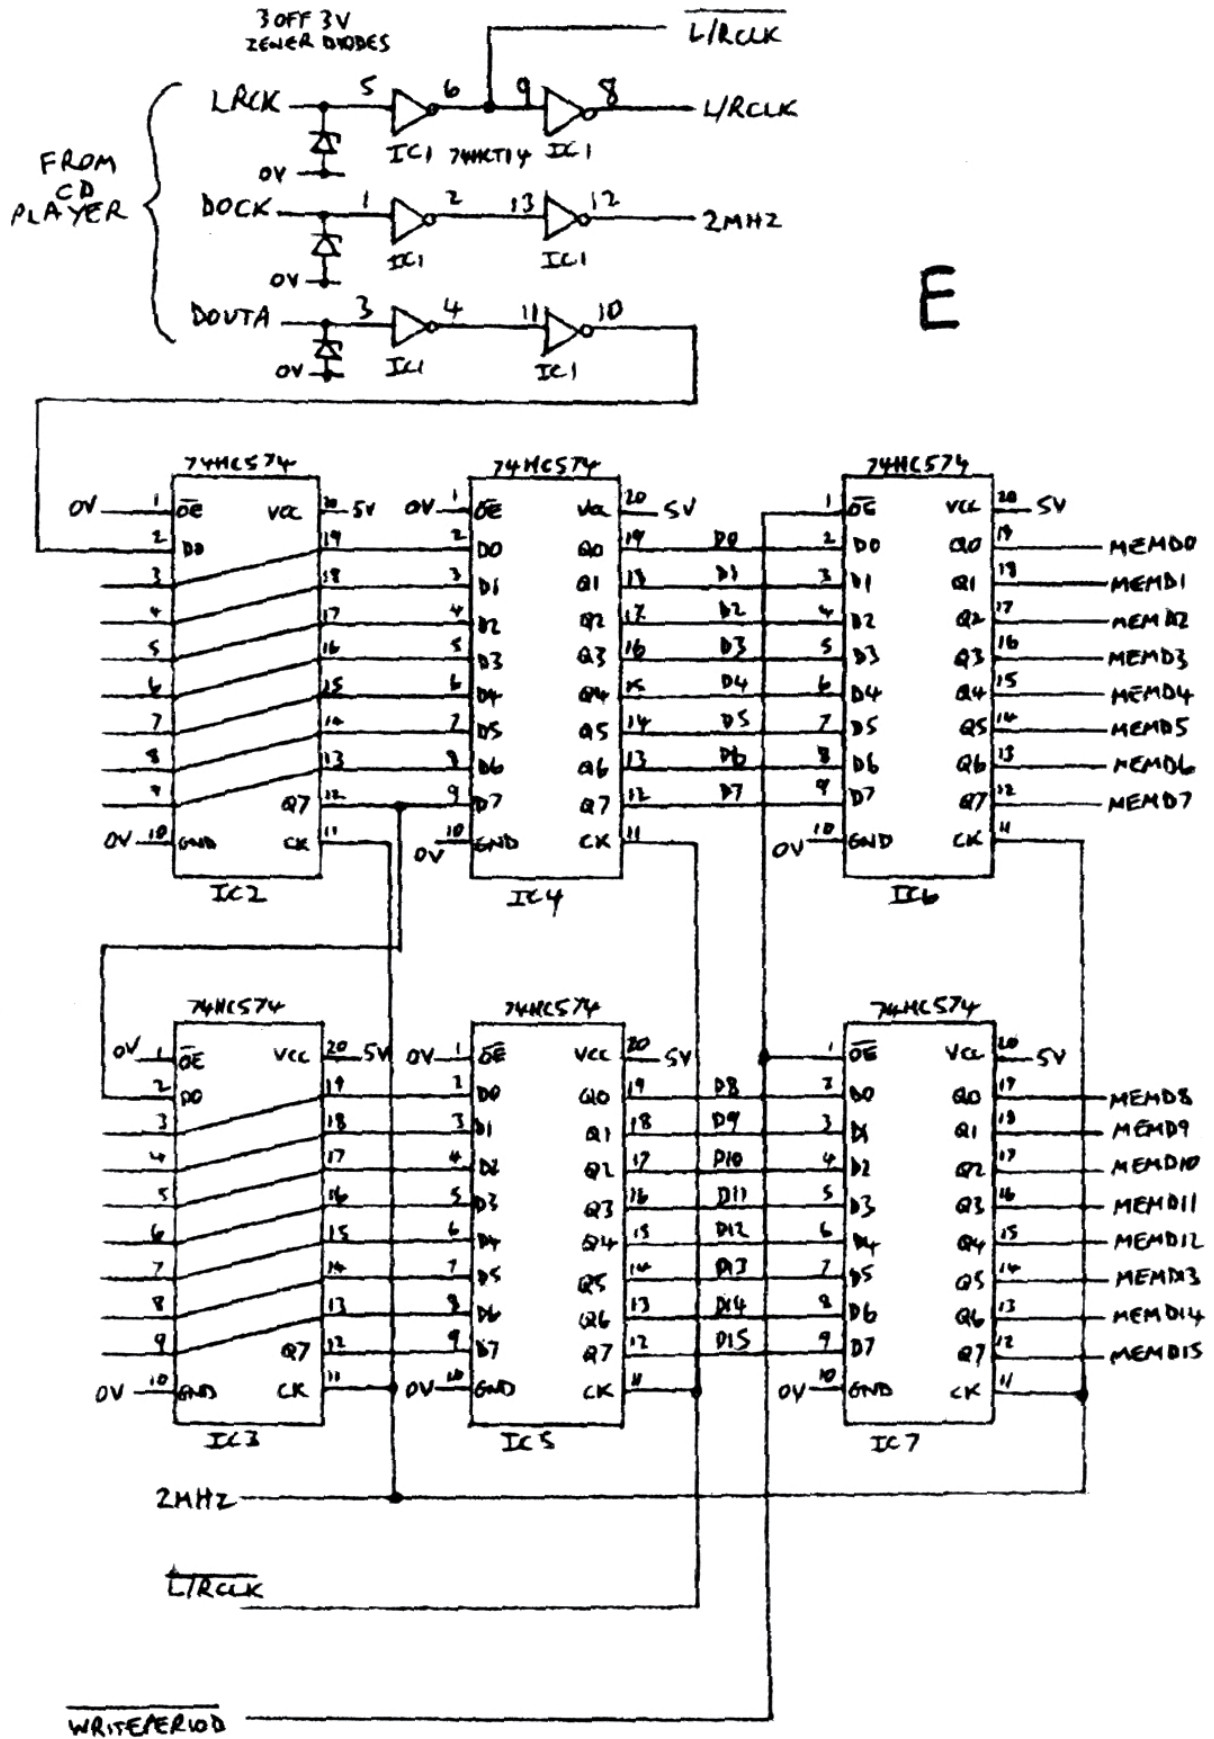 3 OFF 3V
ZENER DIODES
L/RCLK
LRCK 5 6 9 8 L/RCLK
IC1 74HCT14 IC1
0V
FROM
CD
PLAYER
DOCK 1 2 13 12 2MHZ
IC1 IC1
0V
DOUTA 3 4 11 10
IC1 IC1
0V
E
74HC574 74HC574 74HC574
0V 1 OE VCC 20 5V 0V 1 OE VCC 20 5V 1 OE VCC 20 5V
2 D0 19 2 D0 Q0 19 D0 2 D0 Q0 19 MEMD0
3 18 3 D1 Q1 18 D1 3 D1 Q1 18 MEMD1
4 17 4 D2 Q2 17 D2 4 D2 Q2 17 MEMD2
5 16 5 D3 Q3 16 D3 5 D3 Q3 16 MEMD3
6 15 6 D4 Q4 15 D4 6 D4 Q4 15 MEMD4
7 14 7 D5 Q5 14 D5 7 D5 Q5 14 MEMD5
8 13 8 D6 Q6 13 D6 8 D6 Q6 13 MEMD6
9 Q7 12 9 D7 Q7 12 D7 9 D7 Q7 12 MEMD7
0V 10 GND CK 11 0V 10 GND CK 11 0V 10 GND CK 11
IC2 IC4 IC6
74HC574 74HC574 74HC574
0V 1 OE VCC 20 5V 0V 1 OE VCC 20 5V 1 OE VCC 20 5V
2 D0 19 2 D0 Q0 19 D8 2 D0 Q0 19 MEMD8
3 18 3 D1 Q1 18 D9 3 D1 Q1 18 MEMD9
4 17 4 D2 Q2 17 D10 4 D2 Q2 17 MEMD10
5 16 5 D3 Q3 16 D11 5 D3 Q3 16 MEMD11
6 15 6 D4 Q4 15 D12 6 D4 Q4 15 MEMD12
7 14 7 D5 Q5 14 D13 7 D5 Q5 14 MEMD13
8 13 8 D6 Q6 13 D14 8 D6 Q6 13 MEMD14
9 Q7 12 9 D7 Q7 12 D15 9 D7 Q7 12 MEMD15
0V 10 GND CK 11 0V 10 GND CK 11 0V 10 GND CK 11
IC3 IC5 IC7
2MHZ
L/RCLK
WRITEPERIOD